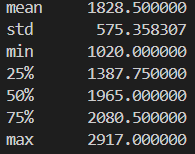 mean 1828.500000
std 575.358307
min 1020.000000
25% 1387.750000
50% 1965.000000
75% 2080.500000
max 2917.000000